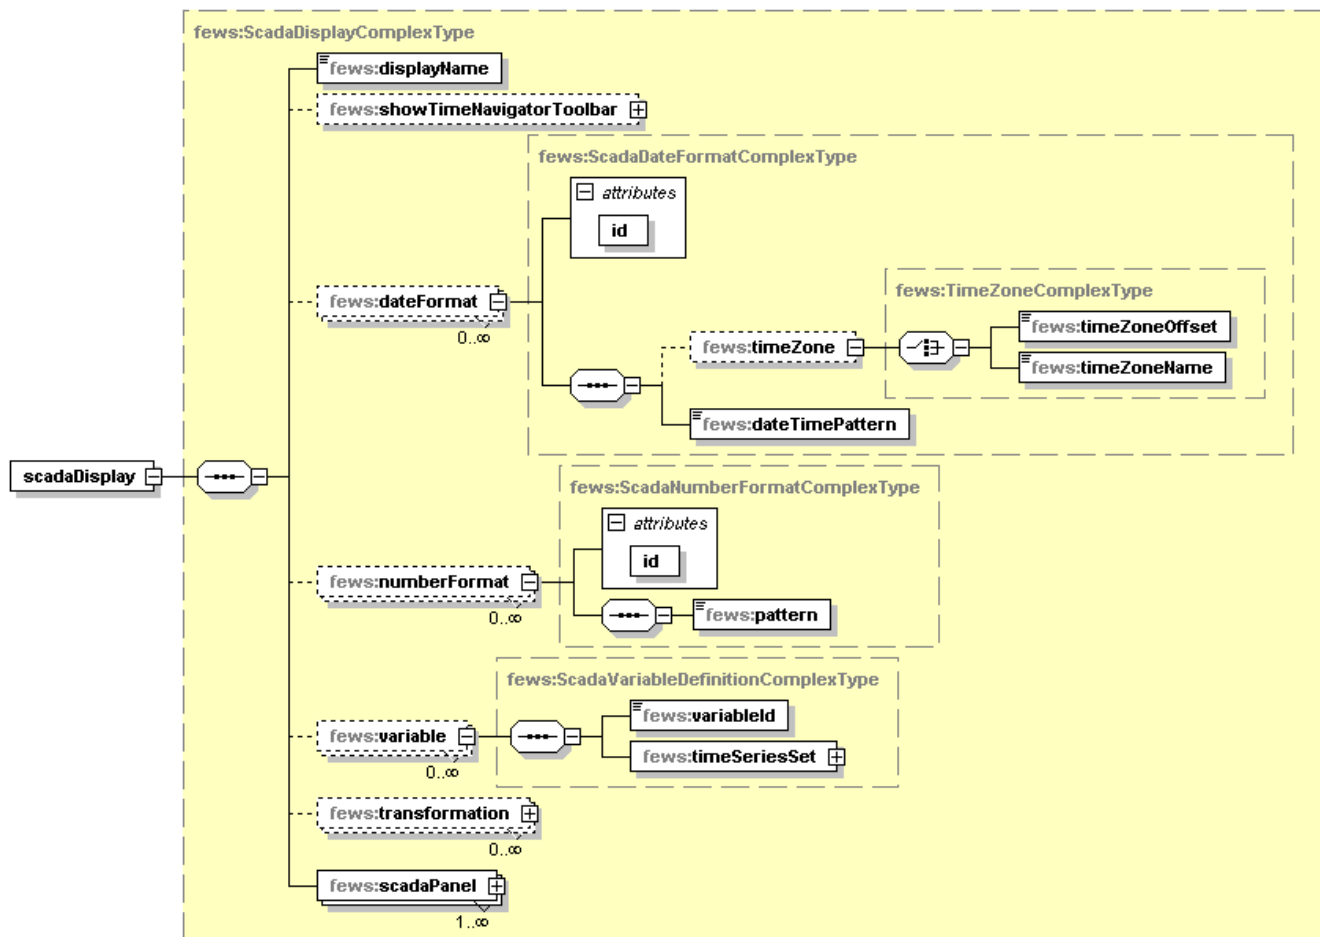 fews:ScadaDisplayComplexType
fews:displayName
fews:showTimeNavigatorToolbar
fews:ScadaDateFormatComplexType
attributes
id
fews:dateFormat
0..∞
fews:TimeZoneComplexType
fews:timeZone
fews:timeZoneOffset
fews:timeZoneName
fews:dateTimePattern
scadaDisplay
fews:ScadaNumberFormatComplexType
attributes
id
fews:numberFormat
0..∞
fews:pattern
fews:ScadaVariableDefinitionComplexType
fews:variable
0..∞
fews:variableId
fews:timeSeriesSet
fews:transformation
0..∞
fews:scadaPanel
1..∞